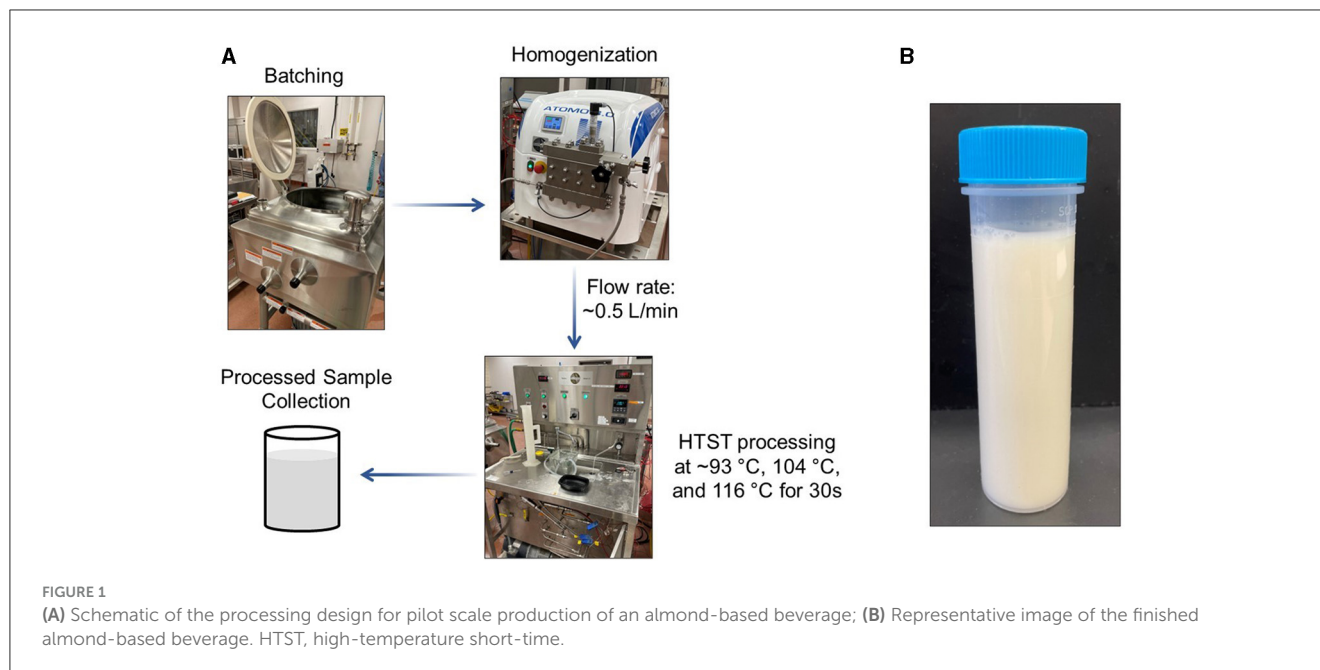 A
Batching
Homogenization
B
ATOMO
Flow rate:
~0.5 L/min
Processed Sample
Collection
HTST processing
at ~93 °C, 104 °C,
and 116 °C for 30s
FIGURE 1
(A) Schematic of the processing design for pilot scale production of an almond-based beverage; (B) Representative image of the finished
almond-based beverage. HTST, high-temperature short-time.